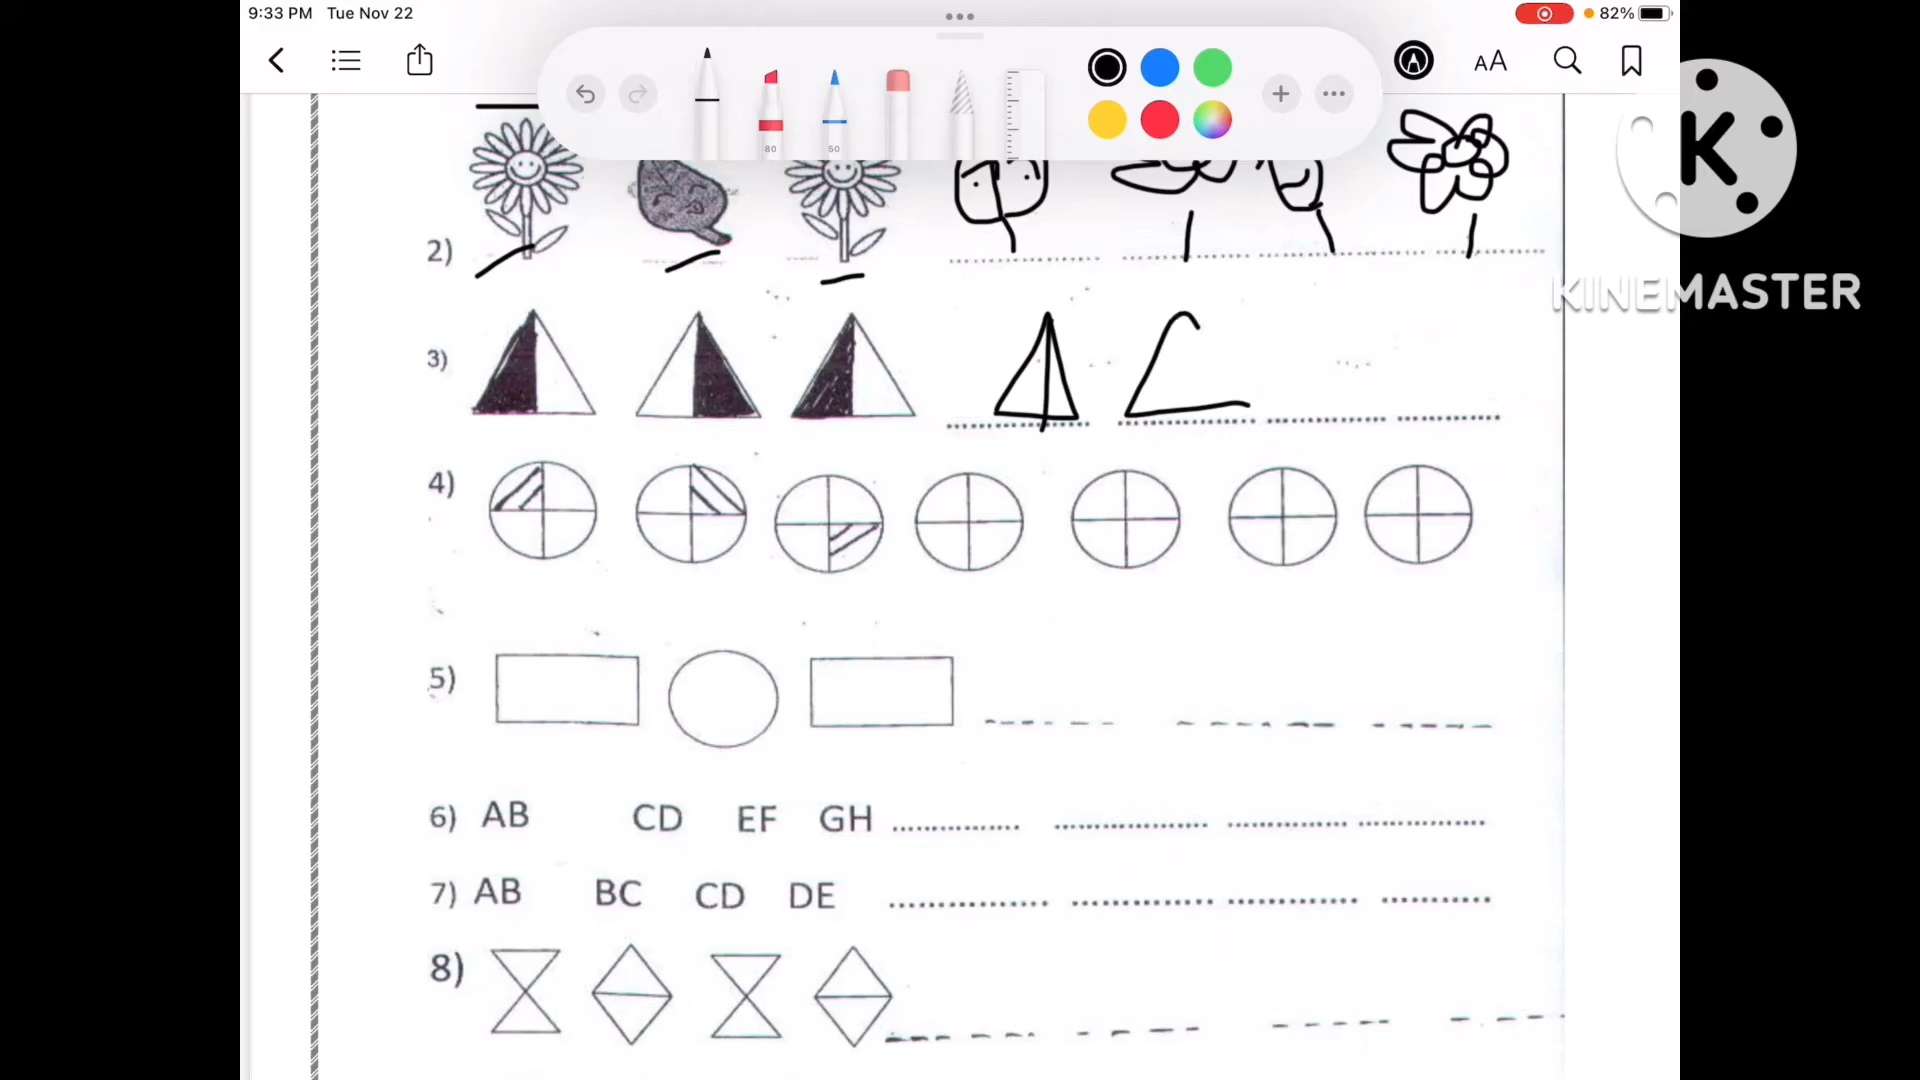 9:33 PM Tue Nov 22
82%
AA
80
50
K
KINEMASTER
2)
3)
4)
5)
6) AB CD EF GH
7) AB BC CD DE
8)